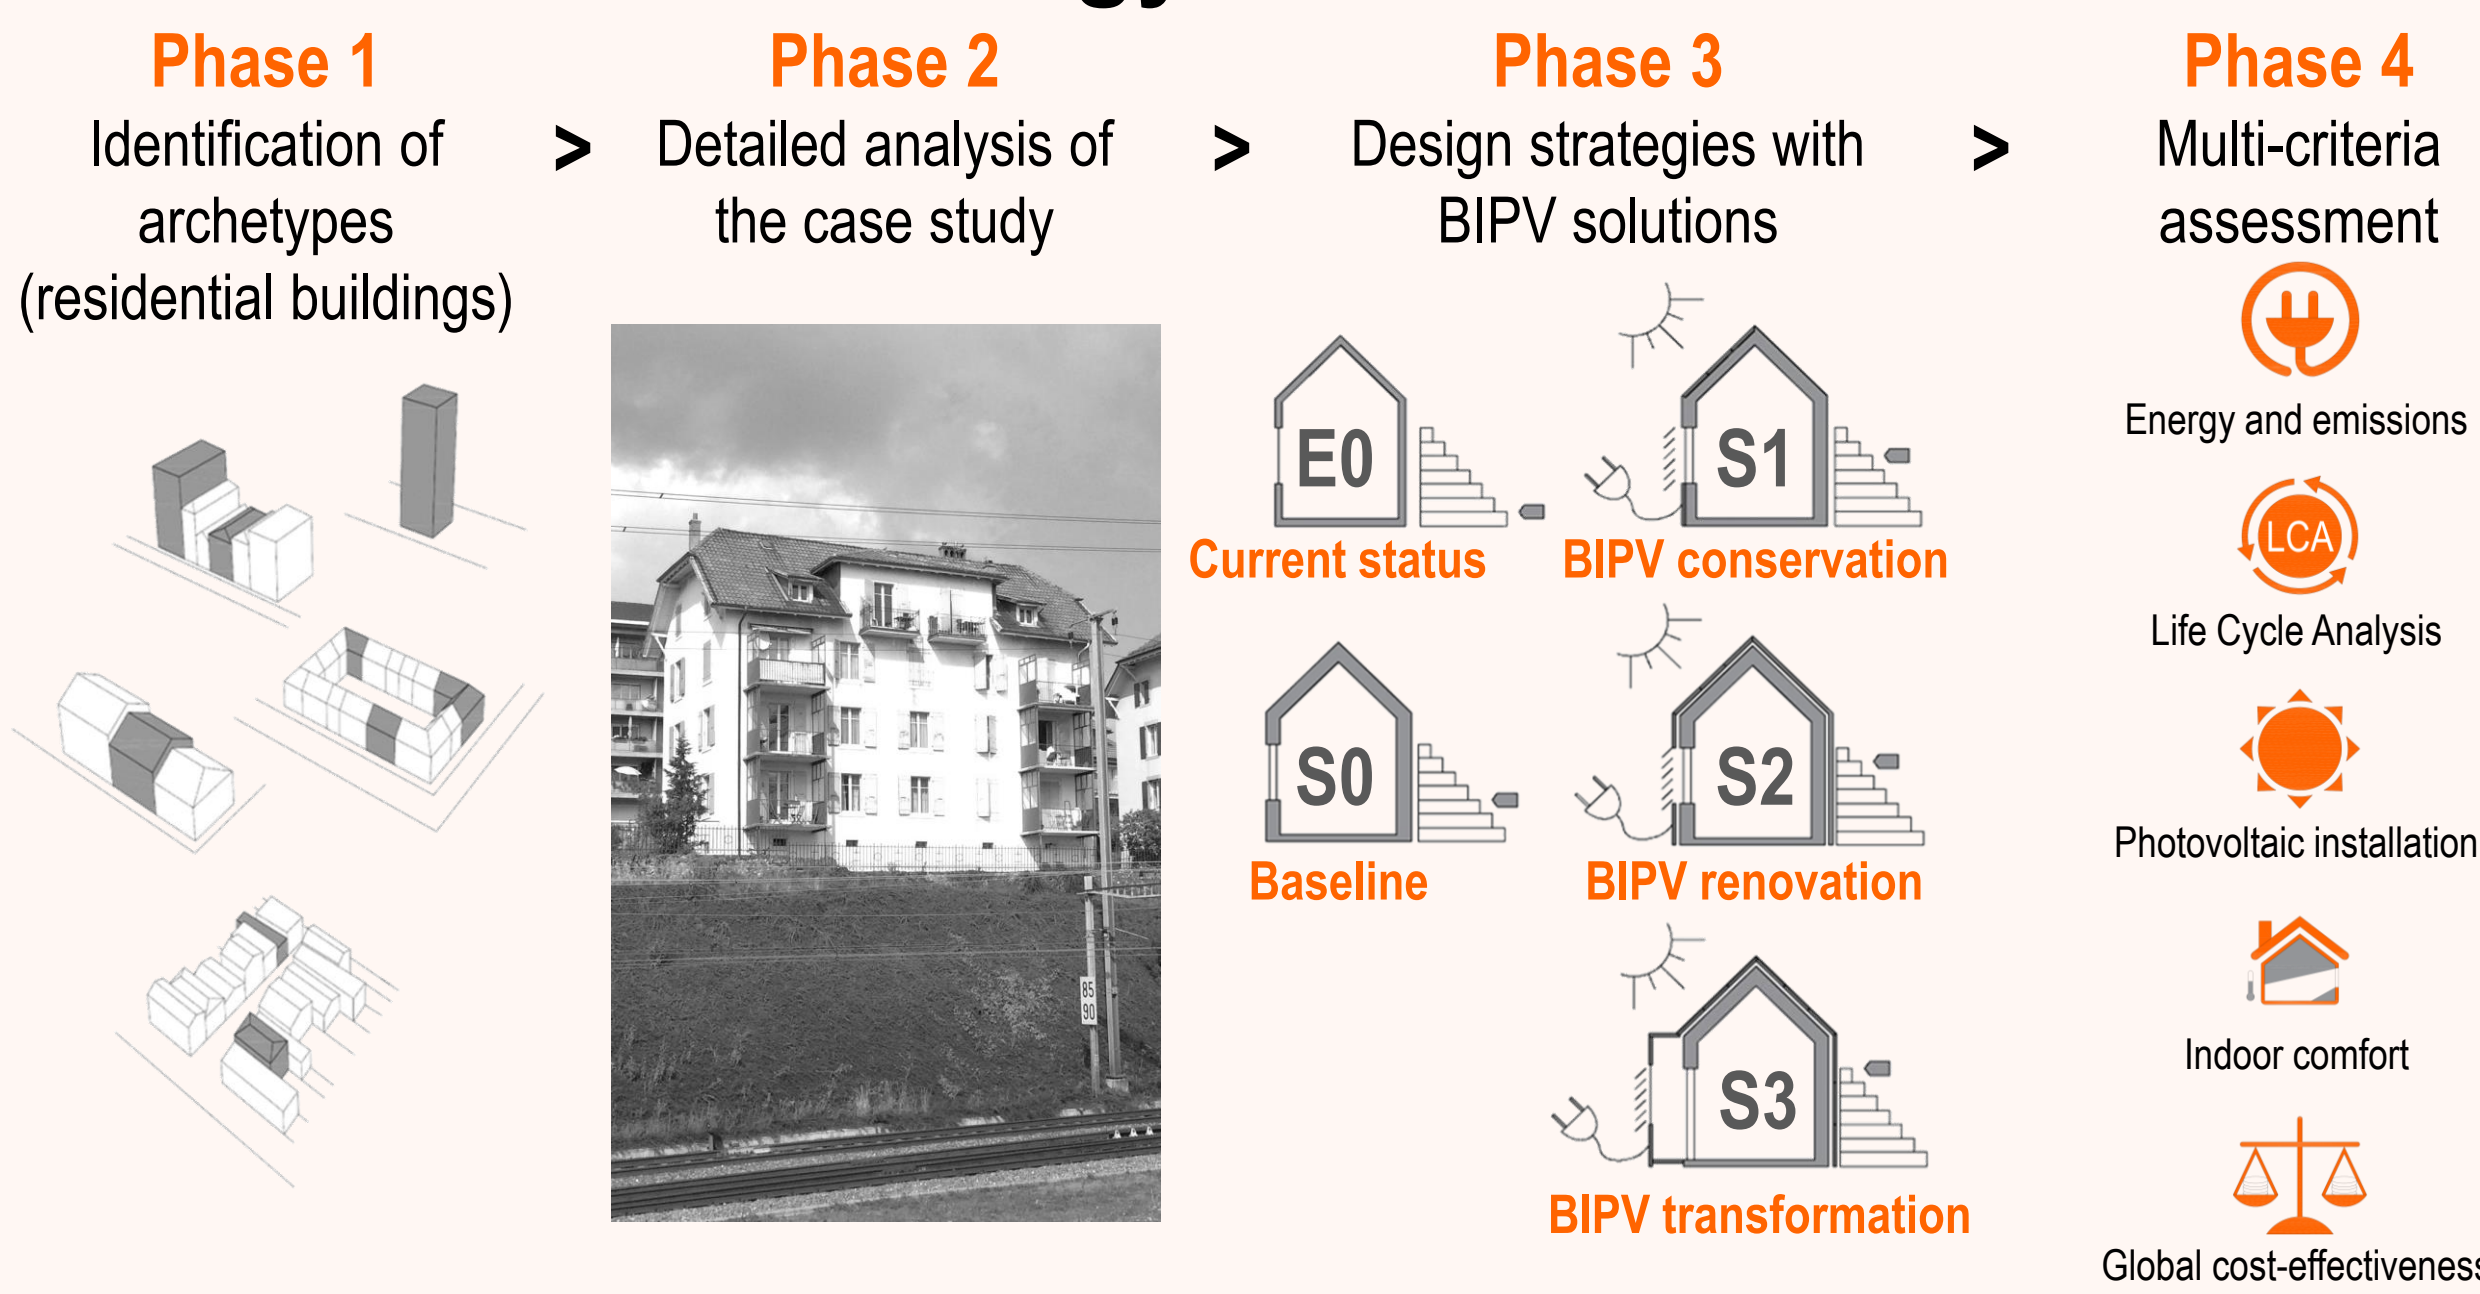 Phase 1
Identification of
archetypes
(residential buildings)
>
Phase 2
Detailed analysis of
the case study
85
90
>
Phase 3
Design strategies with
BIPV solutions
E0
Current status
S1
BIPV conservation
S0
Baseline
S2
BIPV renovation
S3
BIPV transformation
>
Phase 4
Multi-criteria
assessment
Energy and emissions
LCA
Life Cycle Analysis
Photovoltaic installation
Indoor comfort
Global cost-effectiveness